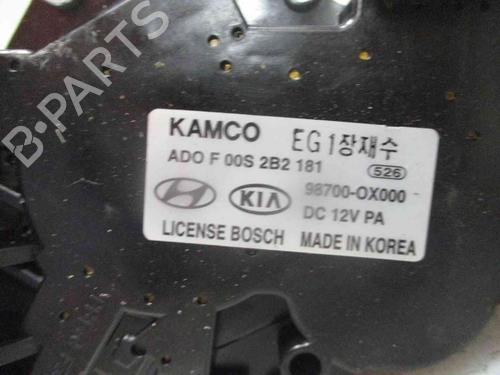 B-PARTS
KAMCO EG1장재수
ADO F 00S 2B2 181 526
98700-0X000
KIA DC 12V PA
LICENSE BOSCH MADE IN KOREA